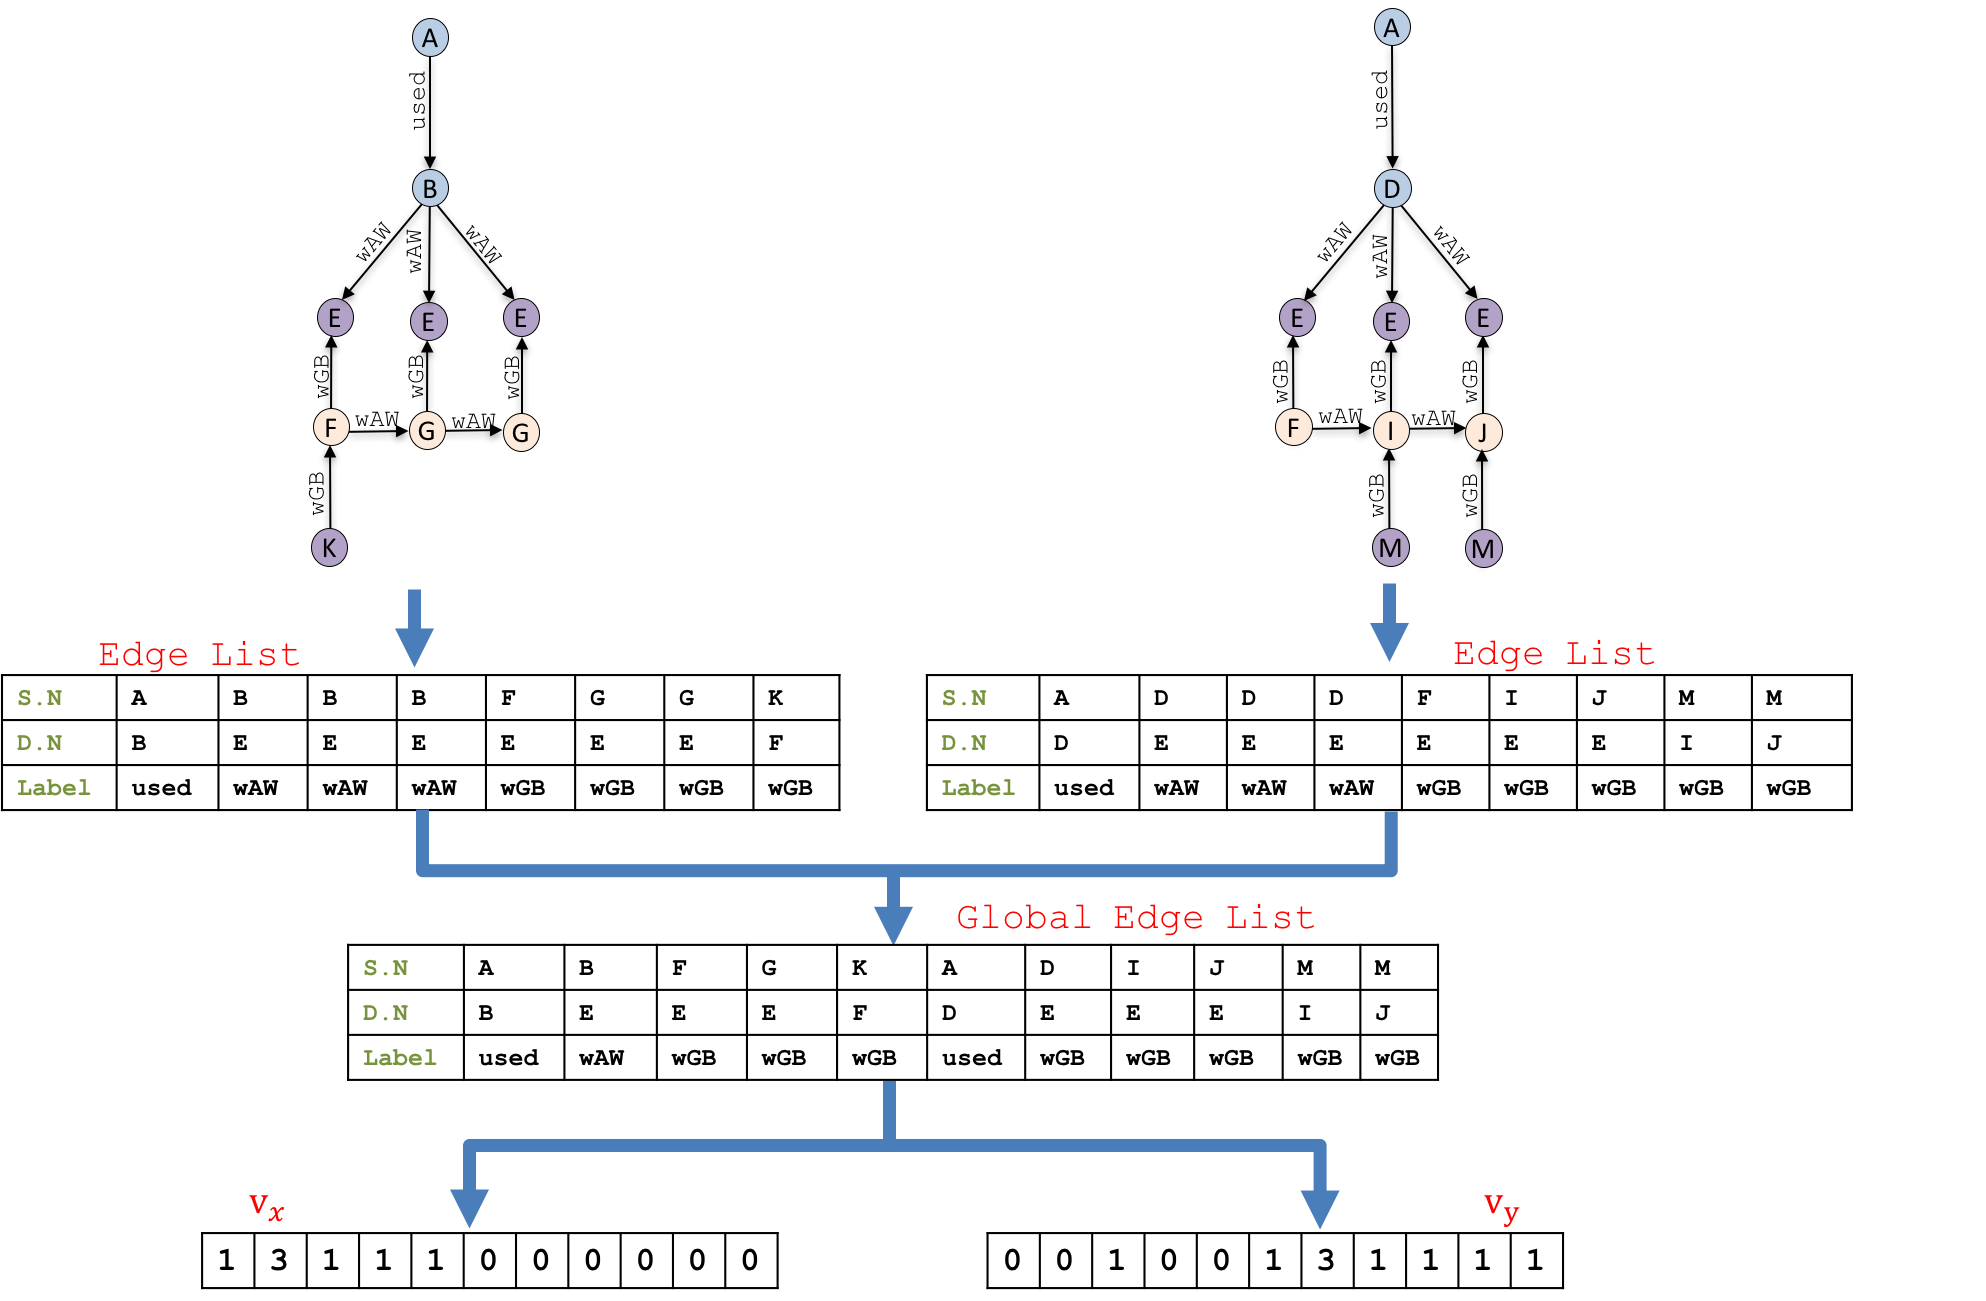 A A
used used
B D
wAW wAW wAW wAW wAW wAW
E E E E E E
wGB wGB wGB wGB wGB wGB
F wAW G wAW G F wAW I wAW J
wGB wGB wGB
K M M
Edge List
S.N A B B B F G G K
D.N B E E E E E E F
Label used wAW wAW wAW wGB wGB wGB wGB
Edge List
S.N A D D D F I J M M
D.N D E E E E E E I J
Label used wAW wAW wAW wGB wGB wGB wGB wGB
Global Edge List
S.N A B F G K A D I J M M
D.N B E E E F D E E E I J
Label used wAW wGB wGB wGB used wGB wGB wGB wGB wGB
vx
1 3 1 1 1 0 0 0 0 0 0
vy
0 0 1 0 0 1 3 1 1 1 1